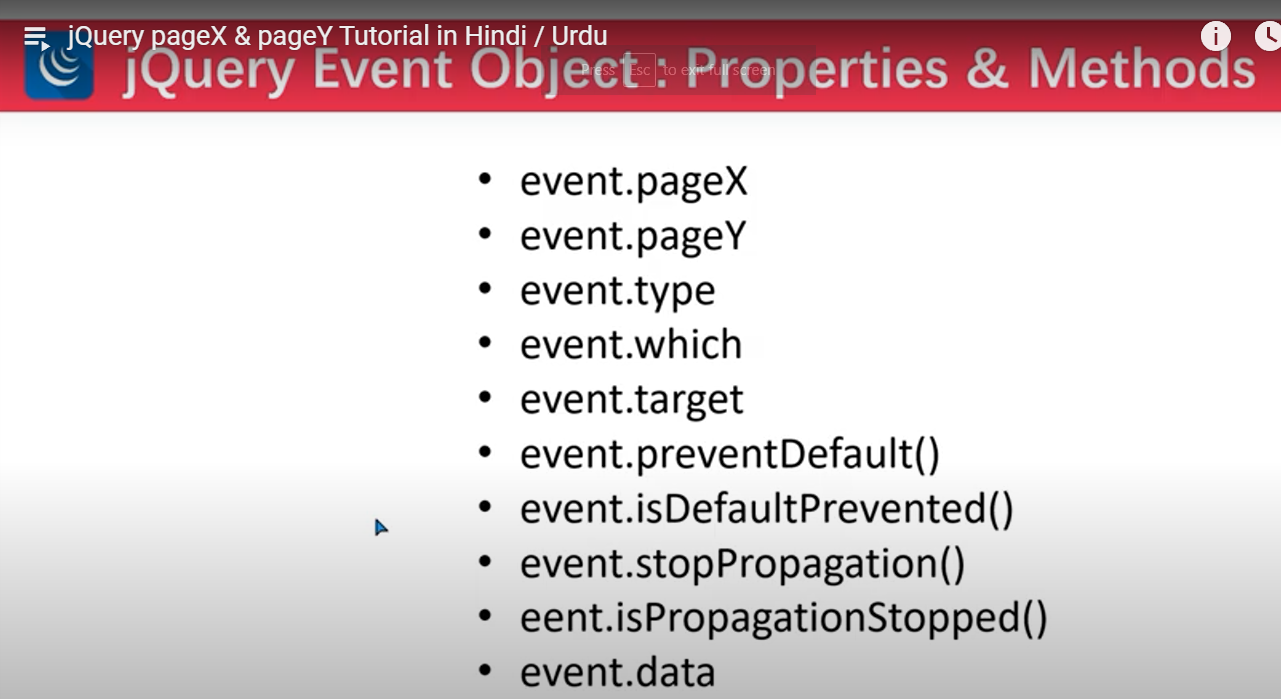 jQuery pageX & pageY Tutorial in Hindi / Urdu
jQuery Event Object : Properties & Methods
Press Esc to exit full screen
• event.pageX
• event.pageY
• event.type
• event.which
• event.target
• event.preventDefault()
• event.isDefaultPrevented()
• event.stopPropagation()
• eent.isPropagationStopped()
• event.data